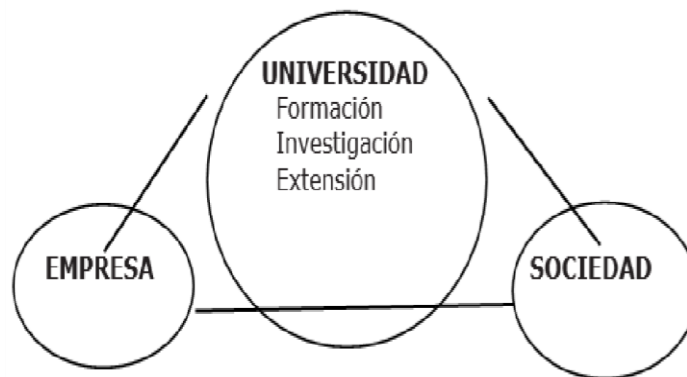 UNIVERSIDAD
Formación
Investigación
Extensión
EMPRESA
SOCIEDAD